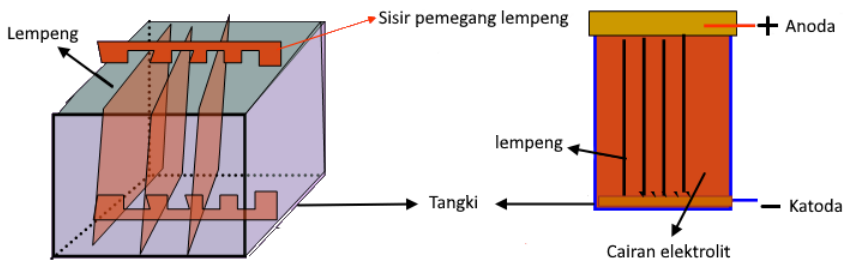 Lempeng
Sisir pemegang lempeng
Tangki
+ Anoda
lempeng
− Katoda
Cairan elektrolit